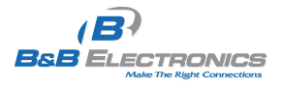 B
B&B ELECTRONICS
Make The Right Connections